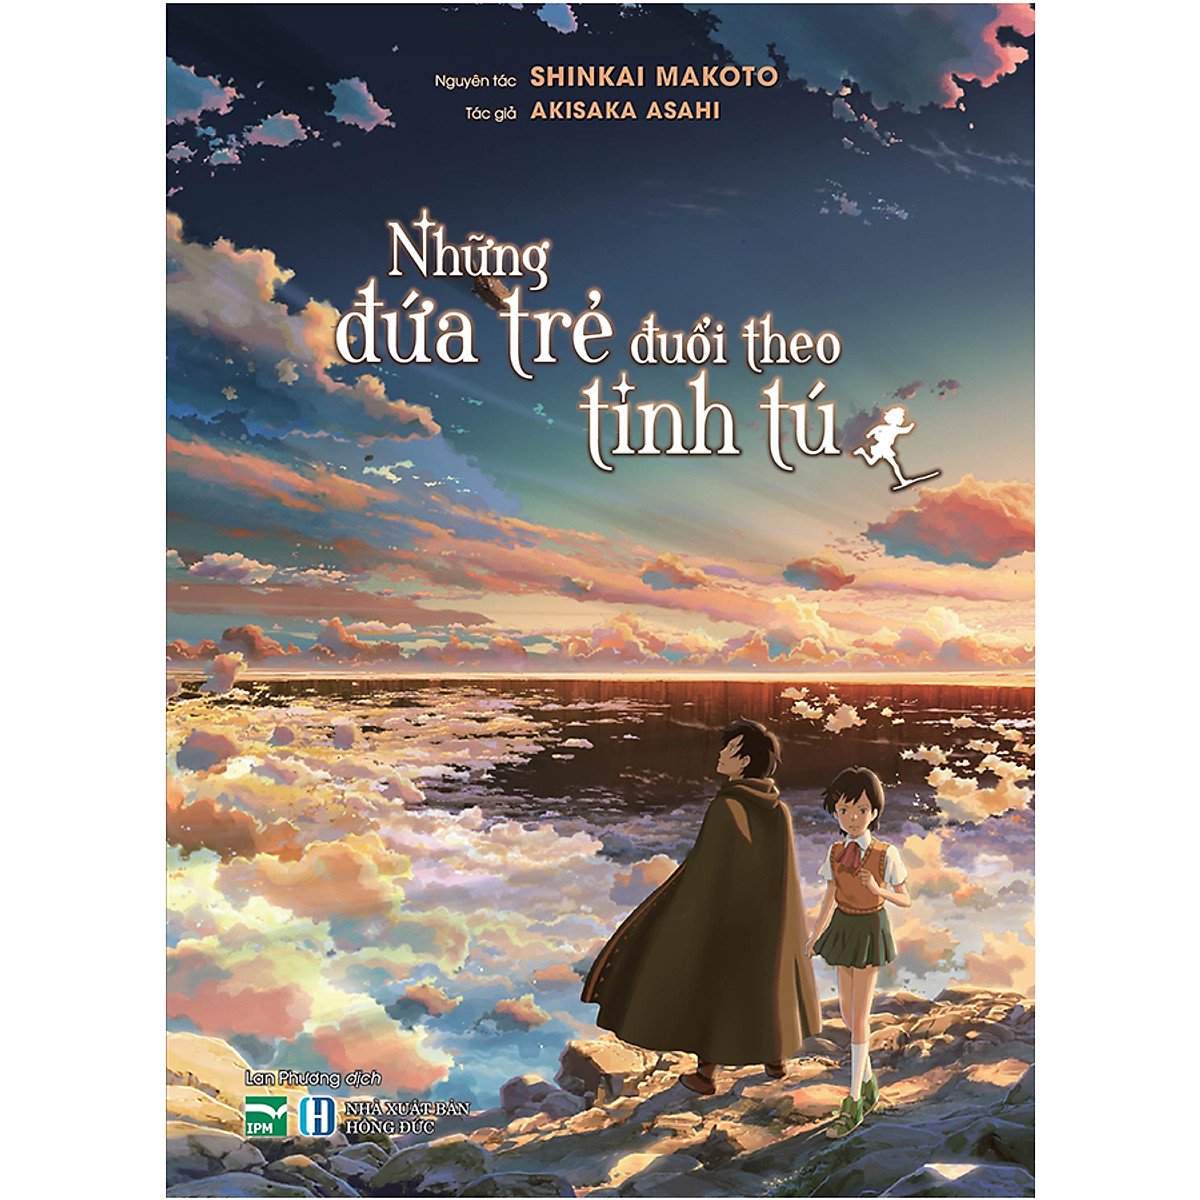 Nguyên tác SHINKAI MAKOTO
Tác giả AKISAKA ASAHI
Những
đứa trẻ đuổi theo
tinh tú
Lan Phương dịch
IPM
H NHÀ XUẤT BẢN
HỒNG ĐỨC